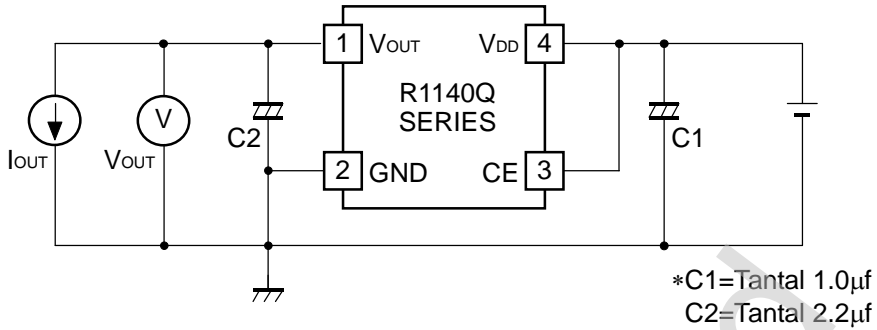 1 VOUT VDD 4
R1140Q
SERIES
V
C2
C1
IOUT
VOUT
2 GND CE 3
*C1=Tantal 1.0μf
C2=Tantal 2.2μf